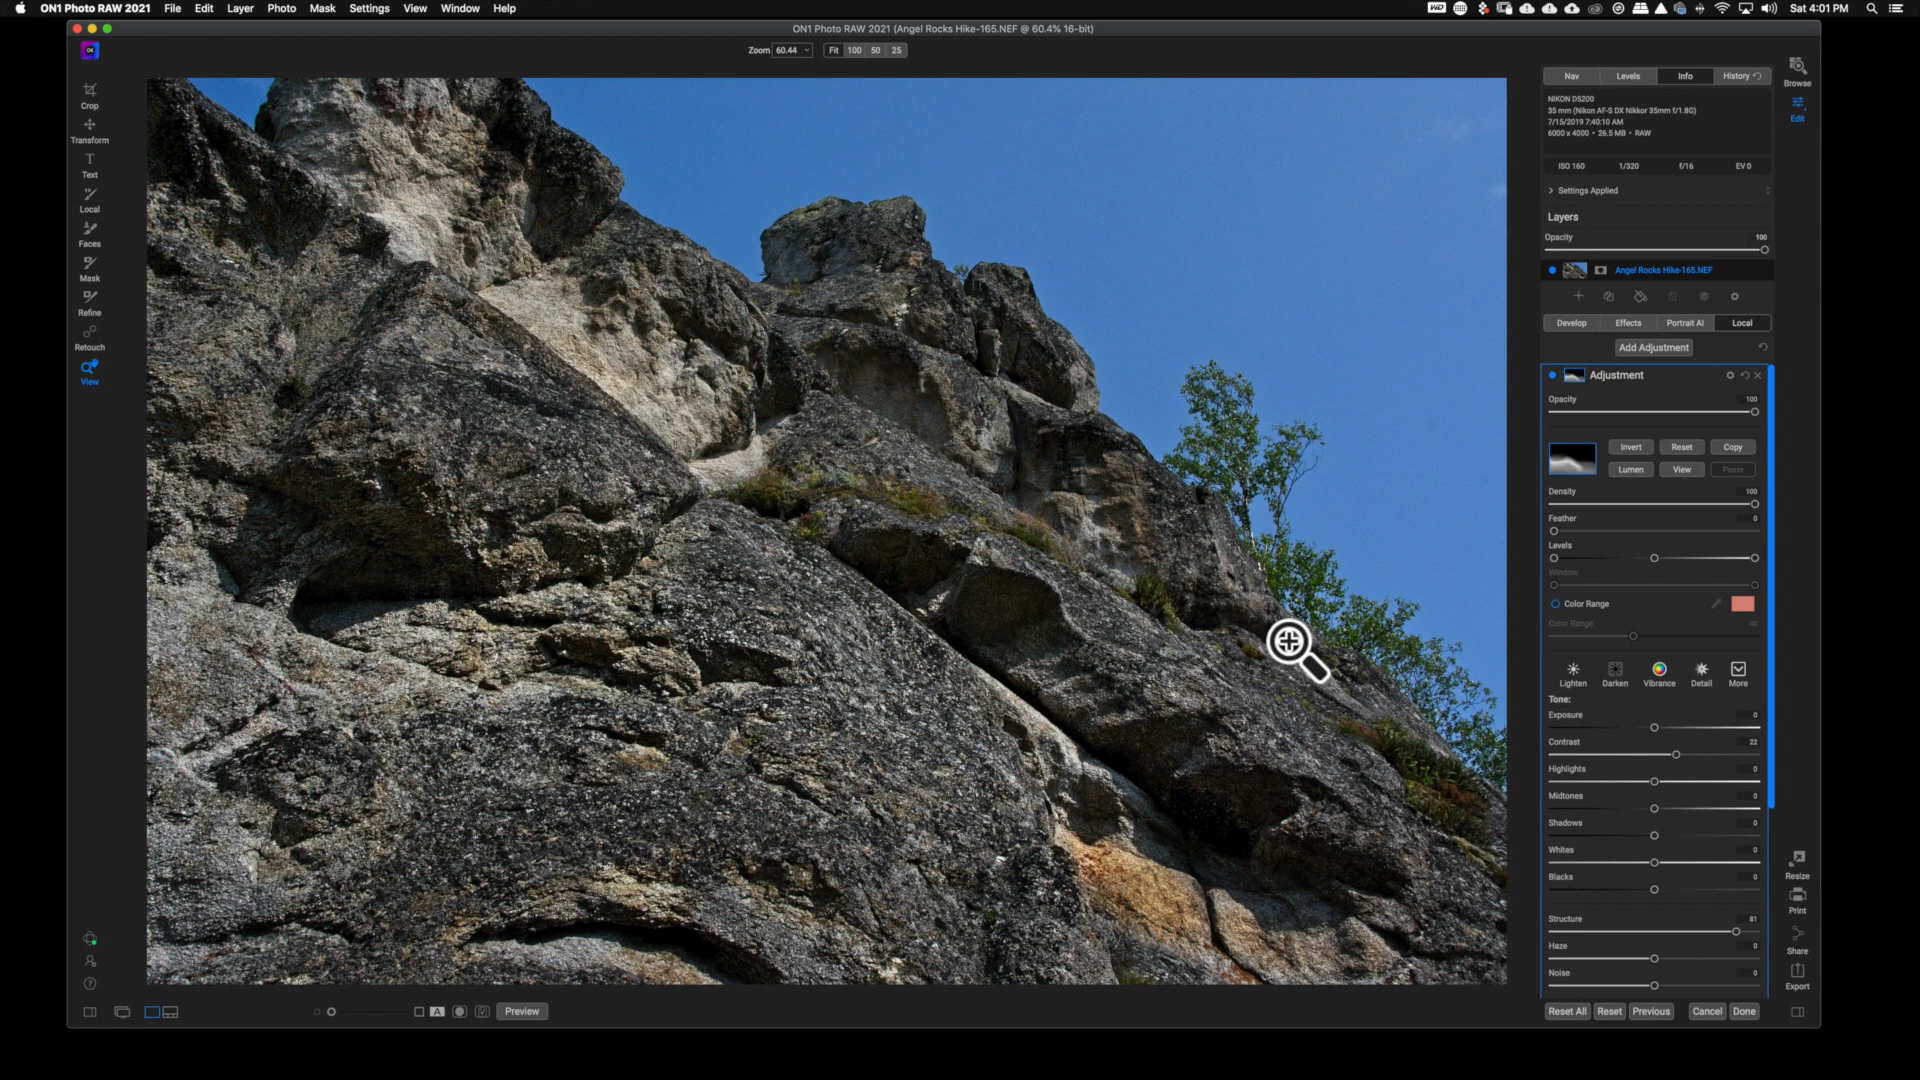 ON1 Photo RAW 2021 File Edit Layer Photo Mask Settings View Window Help
Sat 4:01 PM
ON1 Photo RAW 2021 (Angel Rocks Hike-165.NEF @ 60.4% 16-bit)
Zoom 60.44 Fit 100 50 25
Crop
Transform
Text
Local
Faces
Mask
Refine
Retouch
View
Nav Levels Info History
NIKON D5200
35 mm (Nikon AF-S DX Nikkor 35mm f/1.8G)
7/15/2019 7:40:10 AM
6000 x 4000 • 26.5 MB • RAW
ISO 160 1/320 f/16 EV 0
Settings Applied
Layers
Opacity 100
Angel Rocks Hike-165.NEF
Develop Effects Portrait AI Local
Add Adjustment
Adjustment
Opacity 100
Invert Reset Copy
Lumen View Paste
Density 100
Feather 0
Levels
Window
Color Range
Color Range 40
Lighten Darken Vibrance Detail More
Tone:
Exposure 0
Contrast 22
Highlights 0
Midtones 0
Shadows 0
Whites 0
Blacks 0
Structure 81
Haze 0
Noise 0
Reset All Reset Previous Cancel Done
Browse
Edit
Resize
Print
Share
Export
A Preview